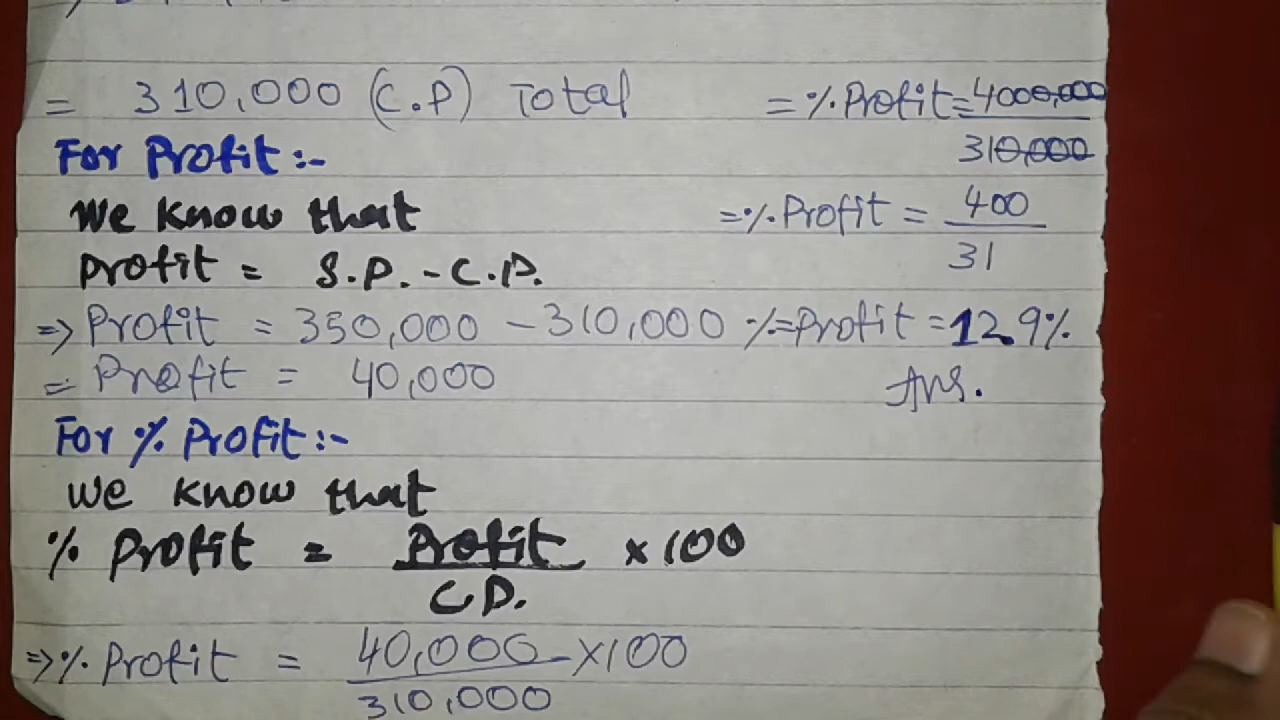 = 310,000 (C.P) Total
For Profit:-
We know that
Profit = S.P. - C.P.
⇒ Profit = 350,000 - 310,000
= Profit = 40,000
For % Profit:-
We know that
% Profit = Profit × 100
C.P.
⇒ % Profit = 40,000 × 100
310,000
= % Profit = 4000,000
310,000
= % Profit = 400
31
% = Profit = 12.9%
Ans.